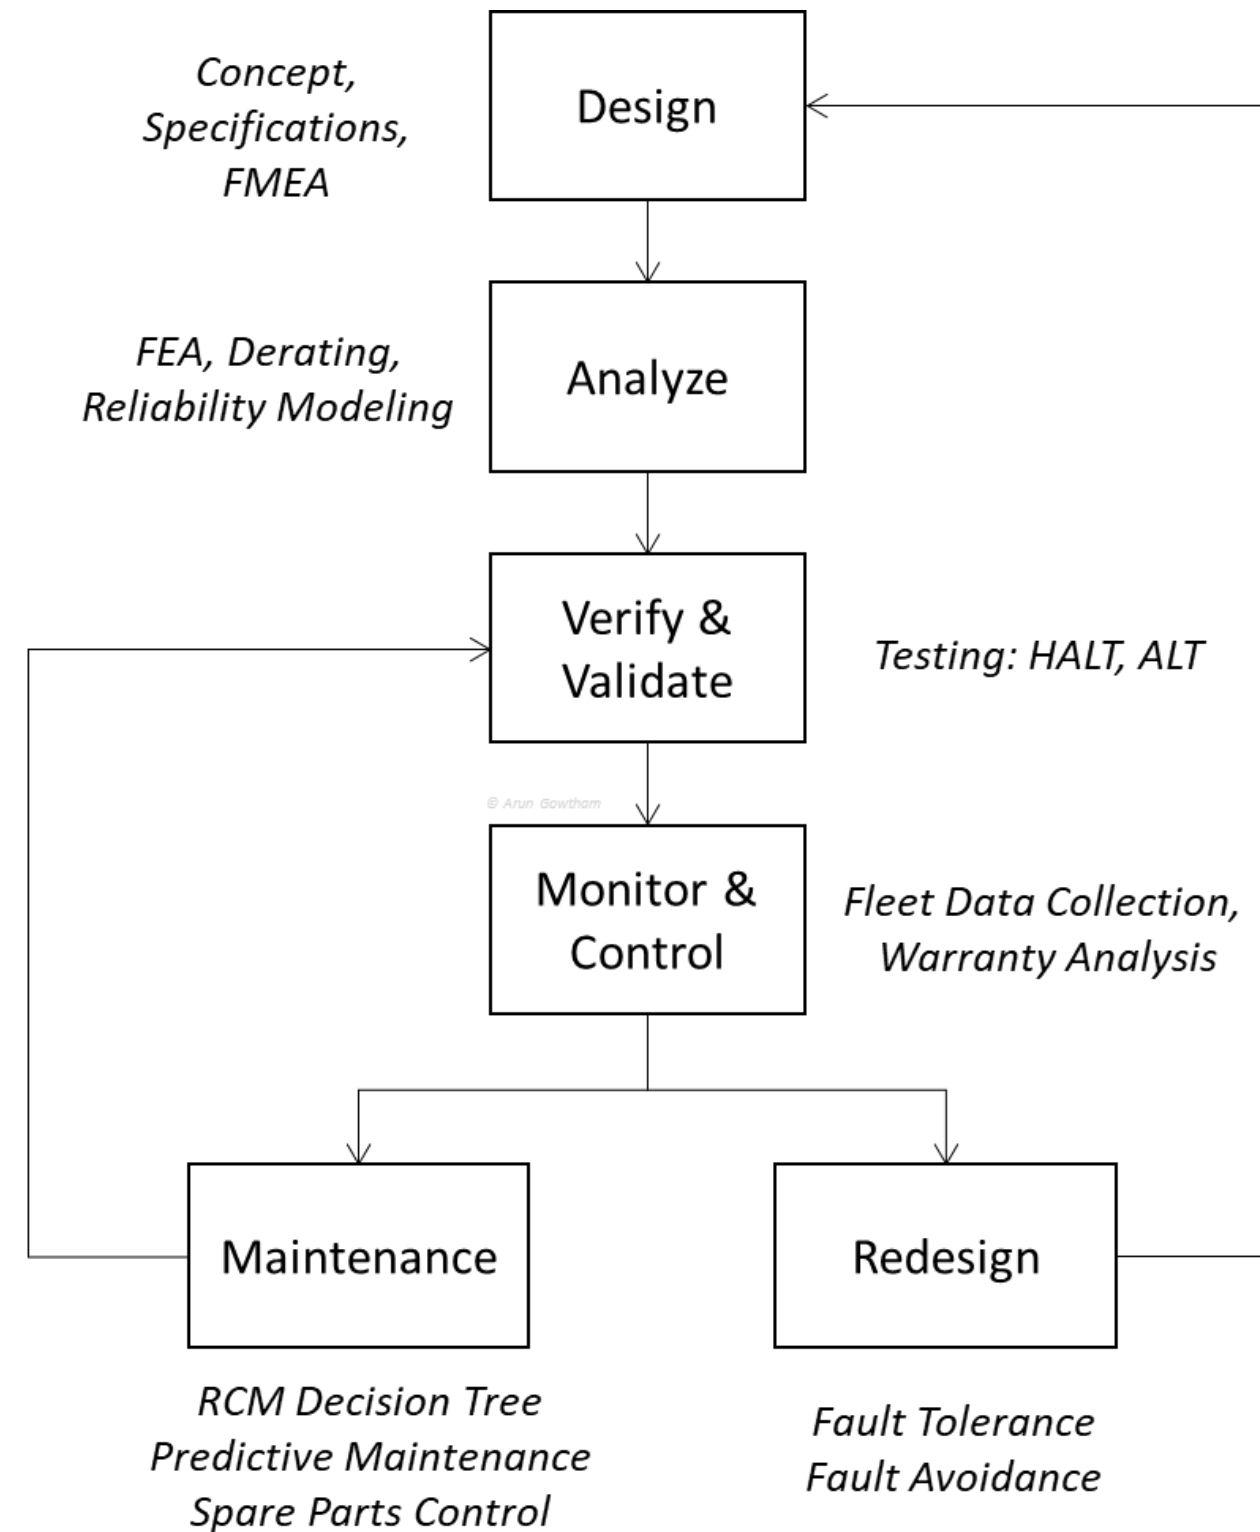 Concept,
Specifications,
FMEA
Design
FEA, Derating,
Reliability Modeling
Analyze
Verify &
Validate
Testing: HALT, ALT
© Arun Gowtham
Monitor &
Control
Fleet Data Collection,
Warranty Analysis
Maintenance
Redesign
RCM Decision Tree
Predictive Maintenance
Spare Parts Control
Fault Tolerance
Fault Avoidance